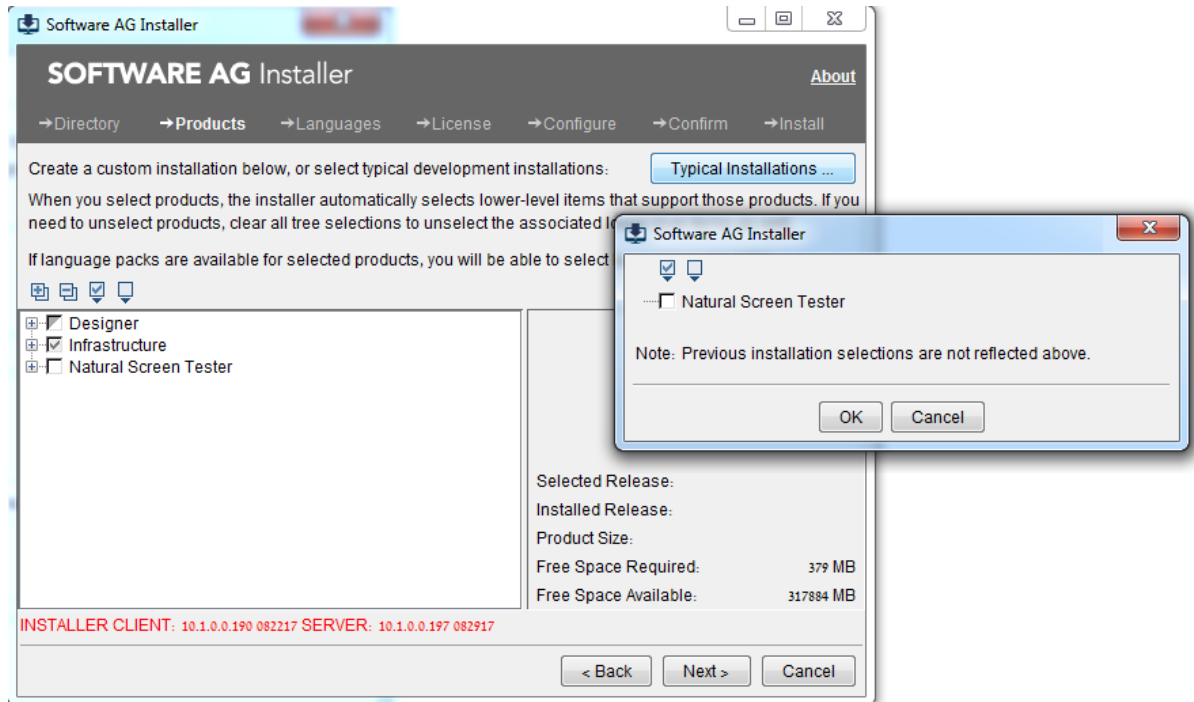 Software AG Installer
SOFTWARE AG Installer
About
→Directory →Products →Languages →License →Configure →Confirm →Install
Create a custom installation below, or select typical development installations:
Typical Installations ...
When you select products, the installer automatically selects lower-level items that support those products. If you
need to unselect products, clear all tree selections to unselect the associated
If language packs are available for selected products, you will be able to select
Designer
Infrastructure
Natural Screen Tester
Software AG Installer
Natural Screen Tester
Note: Previous installation selections are not reflected above.
OK Cancel
Selected Release:
Installed Release:
Product Size:
Free Space Required: 379 MB
Free Space Available: 317884 MB
INSTALLER CLIENT: 10.1.0.0.190 082217 SERVER: 10.1.0.0.197 082917
< Back Next > Cancel